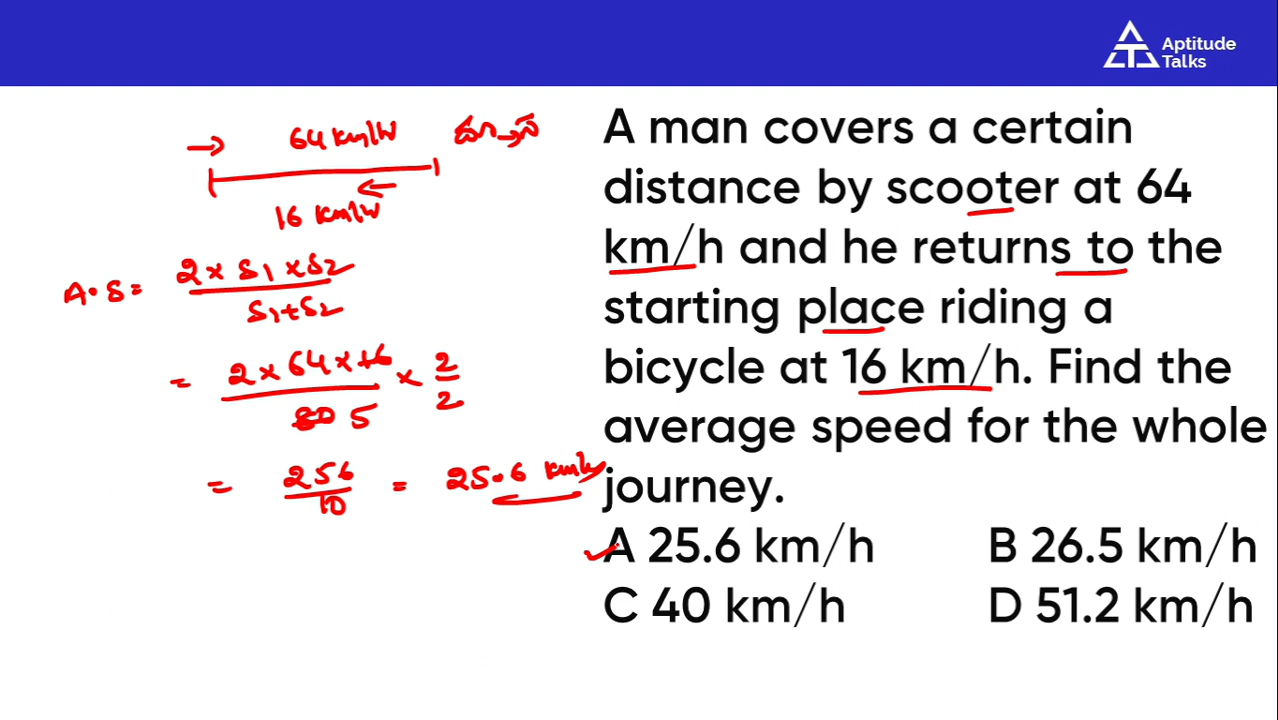 Aptitude
Talks
64 km/hr
16 km/hr
A.S = 2 × S1 × S2
S1+S2
= 2 × 64 × 16 × 2
80 5 2
= 256 = 25.6 km/hr
10
A man covers a certain
distance by scooter at 64
km/h and he returns to the
starting place riding a
bicycle at 16 km/h. Find the
average speed for the whole
journey.
A 25.6 km/h B 26.5 km/h
C 40 km/h D 51.2 km/h